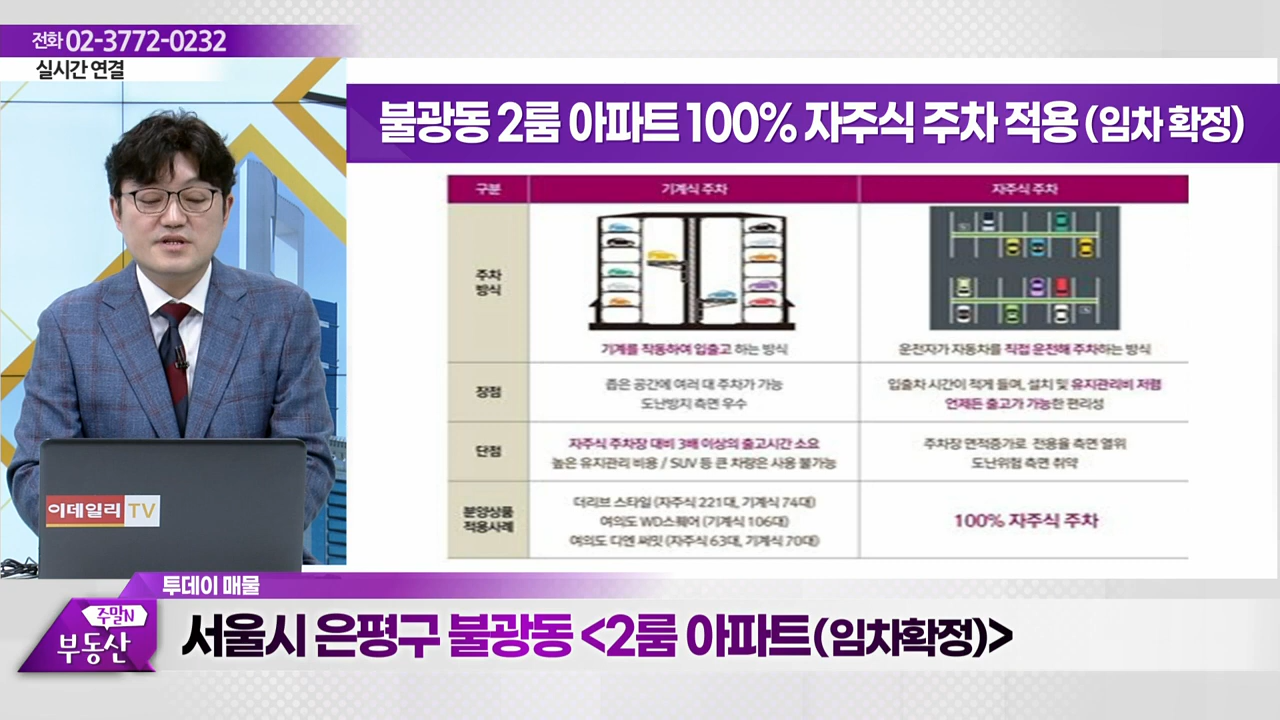 전화 02-3772-0232
실시간 연결
불광동 2룸 아파트 100% 자주식 주차 적용 (임차 확정)
구분 기계식 주차 자주식 주차
주차
방식
기계를 작동하여 입출고 하는 방식
운전자가 자동차를 직접 운전해 주차하는 방식
장점
좁은 공간에 여러 대 주차가 가능
도난방지 측면 우수
입출차 시간이 적게 들며, 설치 및 유지관리비 저렴
언제든 출고가 가능한 편리성
단점
자주식 주차장 대비 3배 이상의 출고시간 소요
높은 유지관리 비용 / SUV 등 큰 차량은 사용 불가능
주차장 면적증가로 전용율 측면 열위
도난위험 측면 취약
분양상품
적용사례
더리브 스타일 (자주식 221대, 기계식 74대)
여의도 WD스퀘어 (기계식 106대)
여의도 디엔 써밋 (자주식 63대, 기계식 70대)
100% 자주식 주차
이데일리 TV
투데이 매물
주말N
부동산
서울시 은평구 불광동 <2룸 아파트(임차확정)>